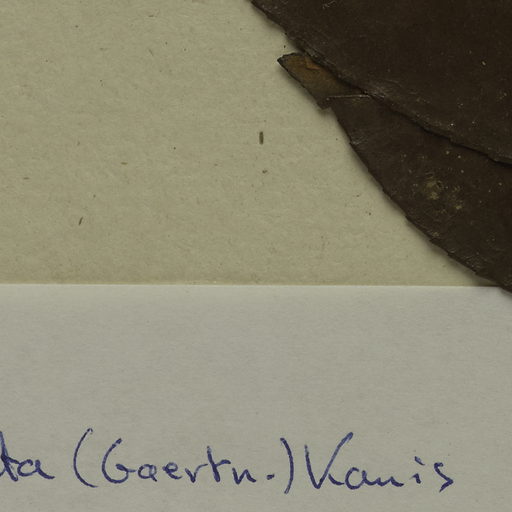 ta (Gaertn.) Kanis